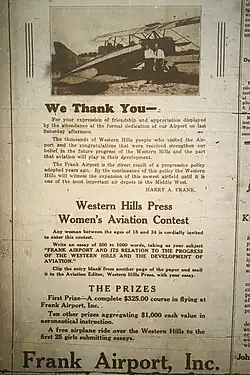 We Thank You—
For your expression of friendship and appreciation displayed
by the attendance at the formal dedication of our Airport on last
Saturday afternoon.
The thousands of Western Hills people who visited the Air-
port and the congratulations that were received strengthen our
belief in the future progress of the Western Hills and the part
that aviation will play in their development.
The Frank Airport is the direct result of a progressive policy
adopted years ago. By the continuation of this policy the Western
Hills will witness the expansion of this newest airfield until it is
one of the most important air depots in the Middle West.
HARRY A. FRANK.
Western Hills Press
Women's Aviation Contest
Any woman between the ages of 16 and 24 is cordially invited
to enter this contest.
Write an essay of 500 to 1000 words, taking as your subject
"FRANK AIRPORT AND ITS RELATION TO THE PROGRESS
OF THE WESTERN HILLS AND THE DEVELOPMENT OF
AVIATION."
Clip the entry blank from another page of the paper and mail
it to the Aviation Editor, Western Hills Press, with your essay.
THE PRIZES
First Prize—A complete $325.00 course in flying at
Frank Airport, Inc.
Ten other prizes aggregating $1,000 cash value in
aeronautical instruction.
A free airplane ride over the Western Hills to the
first 25 girls submitting essays.
Frank Airport, Inc.